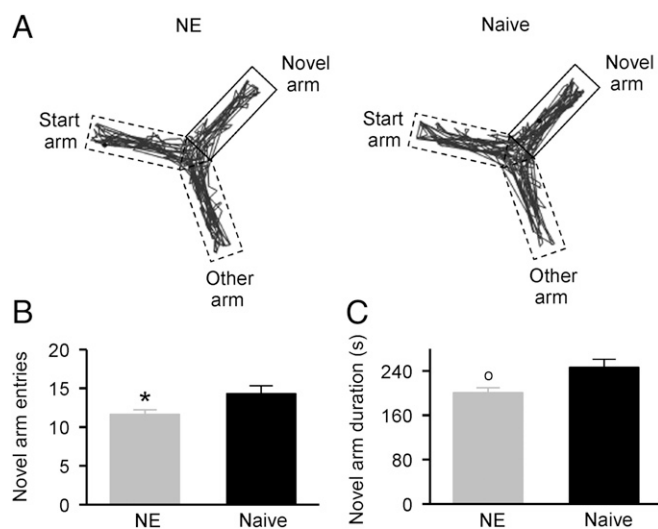 A
NE
Naive
Novel
arm
Start
arm
Other
arm
Novel
arm
Start
arm
Other
arm
B
Novel arm entries
20
15
10
5
0
*
NE
Naive
C
Novel arm duration (s)
240
160
80
0
o
NE
Naive